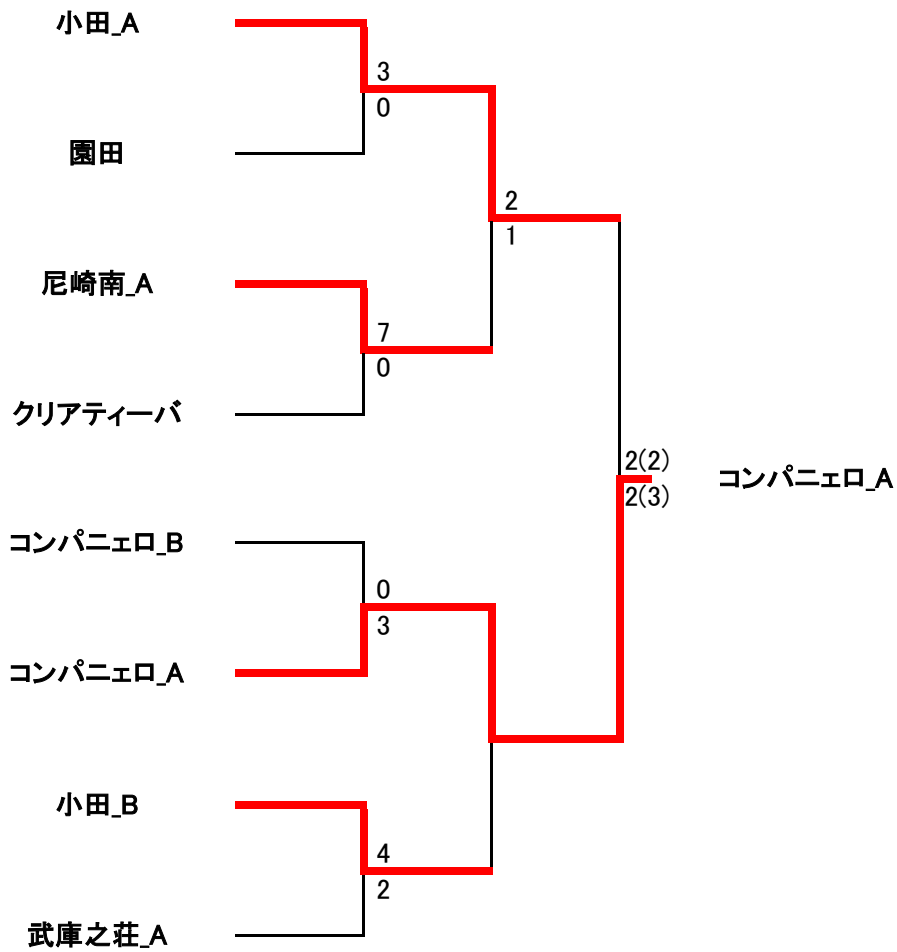 小田_A
3
0
園田
2
1
尼崎南_A
7
0
クリアティーバ
2(2)
2(3)
コンパニェロ_A
コンパニェロ_B
0
3
コンパニェロ_A
小田_B
4
2
武庫之荘_A